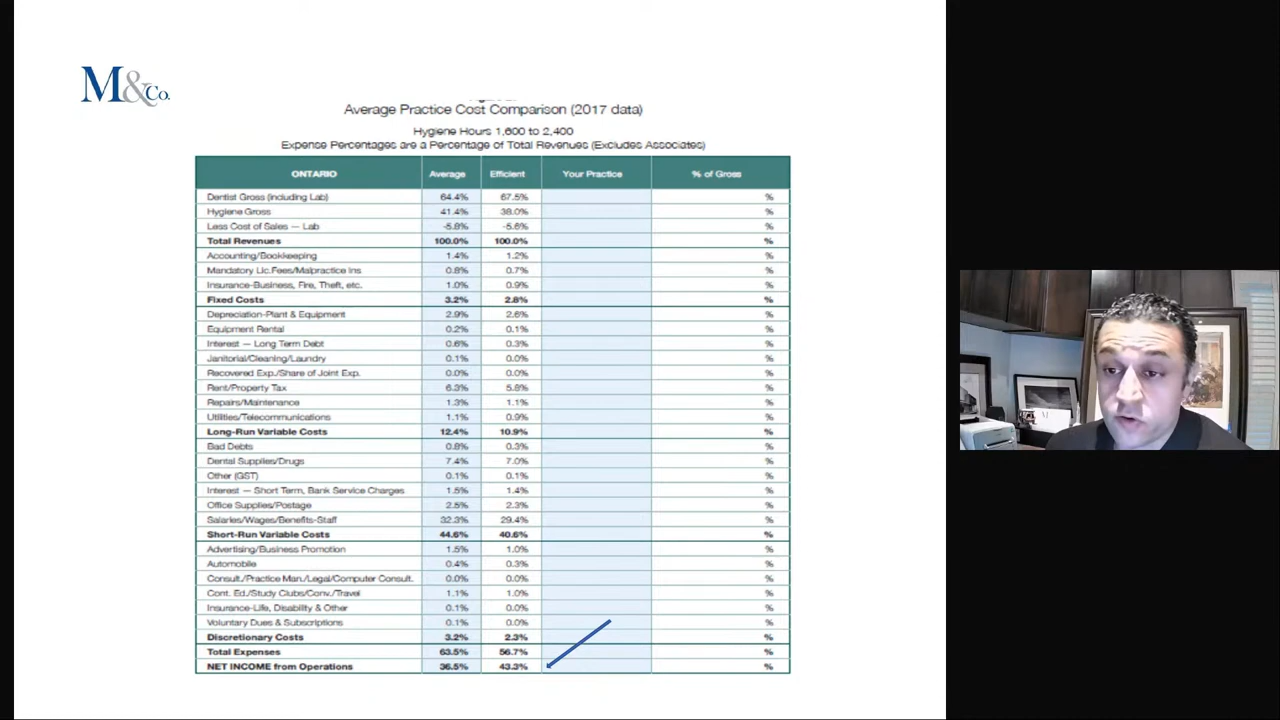 M&Co.
Average Practice Cost Comparison (2017 data)
Hygiene Hours 1,600 to 2,400
Expense Percentages are a Percentage of Total Revenues (Excludes Associates)
ONTARIO Average Efficient Your Practice % of Gross
Dentist Gross (including Lab) 64.4% 67.5% %
Hygiene Gross 41.4% 38.0% %
Less Cost of Sales — Lab -5.8% -5.6% %
Total Revenues 100.0% 100.0% %
Accounting/Bookkeeping 1.4% 1.2% %
Mandatory Lic.Fees/Malpractice Ins 0.8% 0.7% %
Insurance-Business, Fire, Theft, etc. 1.0% 0.9% %
Fixed Costs 3.2% 2.8% %
Depreciation-Plant & Equipment 2.9% 2.6% %
Equipment Rental 0.2% 0.1% %
Interest — Long Term Debt 0.6% 0.3% %
Janitorial/Cleaning/Laundry 0.1% 0.0% %
Recovered Exp./Share of Joint Exp. 0.0% 0.0% %
Rent/Property Tax 6.3% 5.8% %
Repairs/Maintenance 1.3% 1.1% %
Utilities/Telecommunications 1.1% 0.9% %
Long-Run Variable Costs 12.4% 10.9% %
Bad Debts 0.8% 0.3% %
Dental Supplies/Drugs 7.4% 7.0% %
Other (GST) 0.1% 0.1% %
Interest — Short Term, Bank Service Charges 1.5% 1.4% %
Office Supplies/Postage 2.5% 2.3% %
Salaries/Wages/Benefits-Staff 32.3% 29.4% %
Short-Run Variable Costs 44.6% 40.6% %
Advertising/Business Promotion 1.5% 1.0% %
Automobile 0.4% 0.3% %
Consult./Practice Man./Legal/Computer Consult. 0.0% 0.0% %
Cont. Ed./Study Clubs/Conv./Travel 1.1% 1.0% %
Insurance-Life, Disability & Other 0.1% 0.0% %
Voluntary Dues & Subscriptions 0.1% 0.0% %
Discretionary Costs 3.2% 2.3% %
Total Expenses 63.5% 56.7% %
NET INCOME from Operations 36.5% 43.3% %